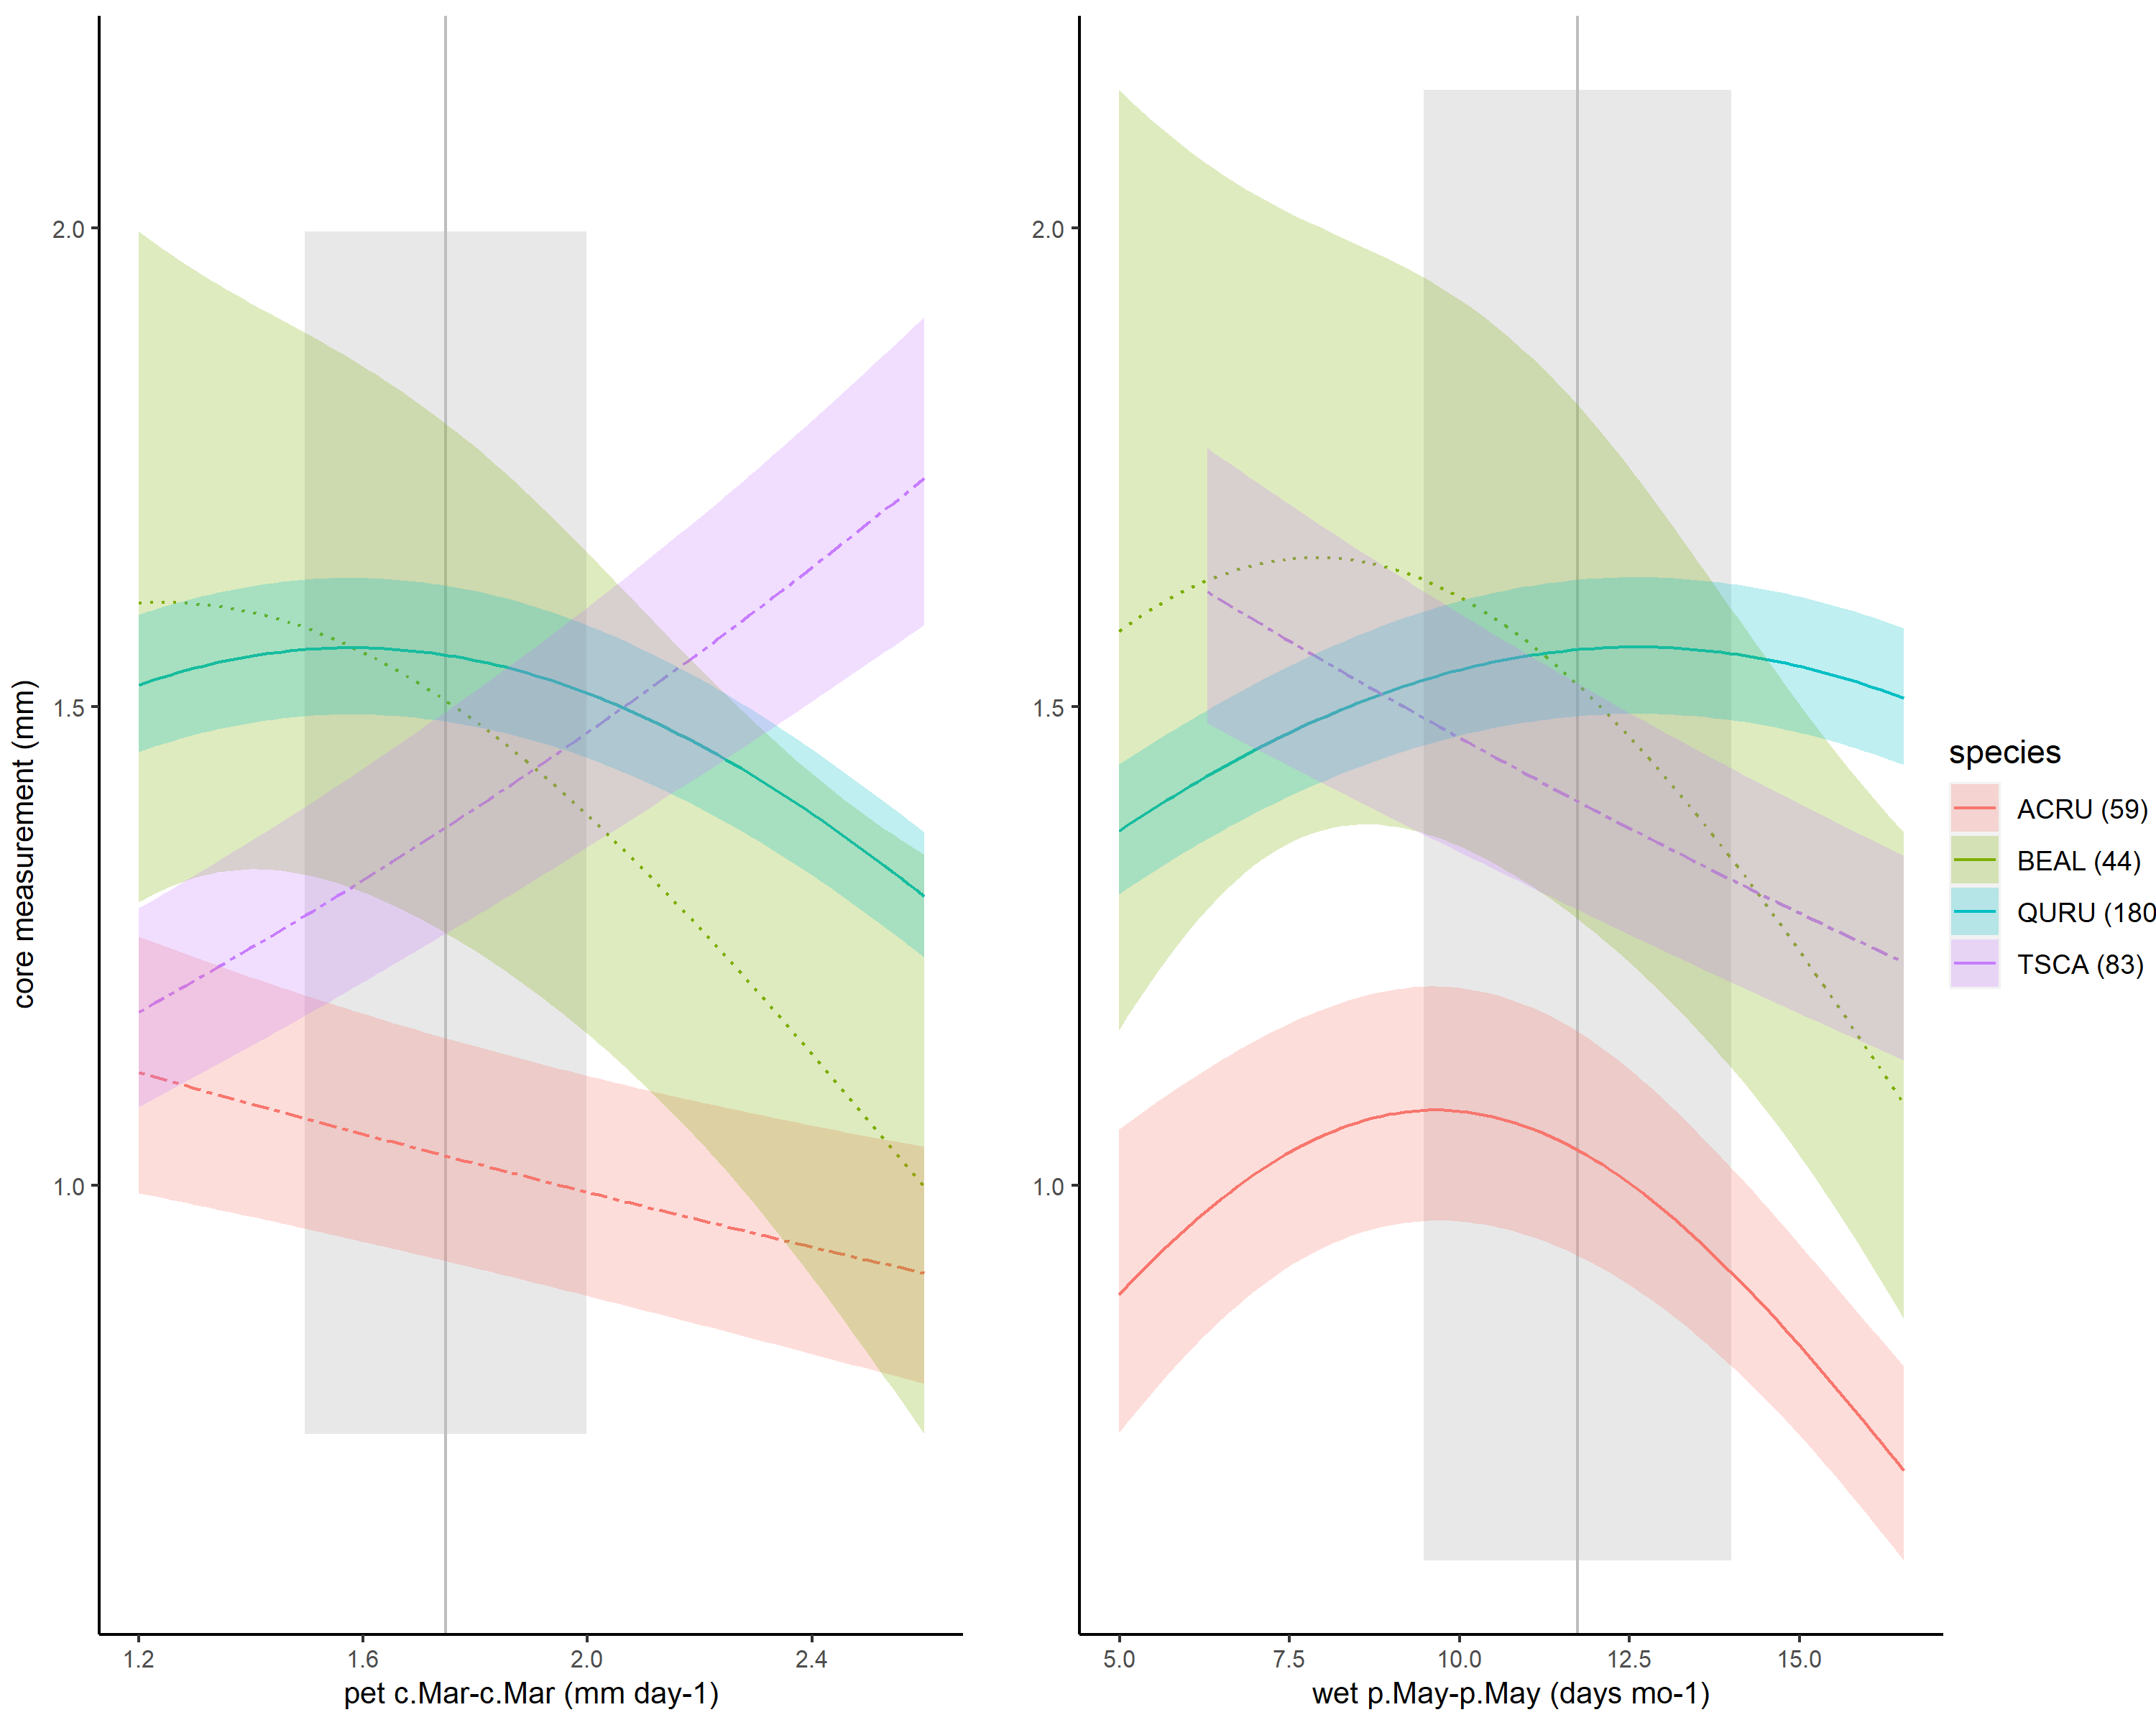 core measurement (mm)
2.0
1.5
1.0
1.2 1.6 2.0 2.4
pet c.Mar-c.Mar (mm day-1)
2.0
1.5
1.0
5.0 7.5 10.0 12.5 15.0
wet p.May-p.May (days mo-1)
species
ACRU (59)
BEAL (44)
QURU (180
TSCA (83)